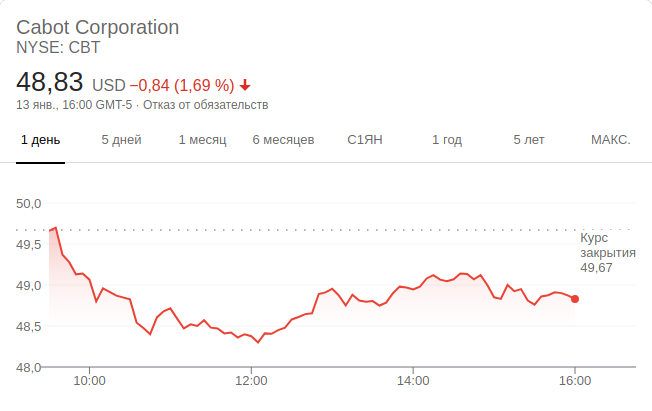 Cabot Corporation
NYSE: CBT
48,83 USD −0,84 (1,69 %)
13 янв., 16:00 GMT-5 · Отказ от обязательств
1 день 5 дней 1 месяц 6 месяцев С1ЯН 1 год 5 лет МАКС.
50,0
49,5
49,0
48,5
48,0
Курс
закрытия
49,67
10:00 12:00 14:00 16:00